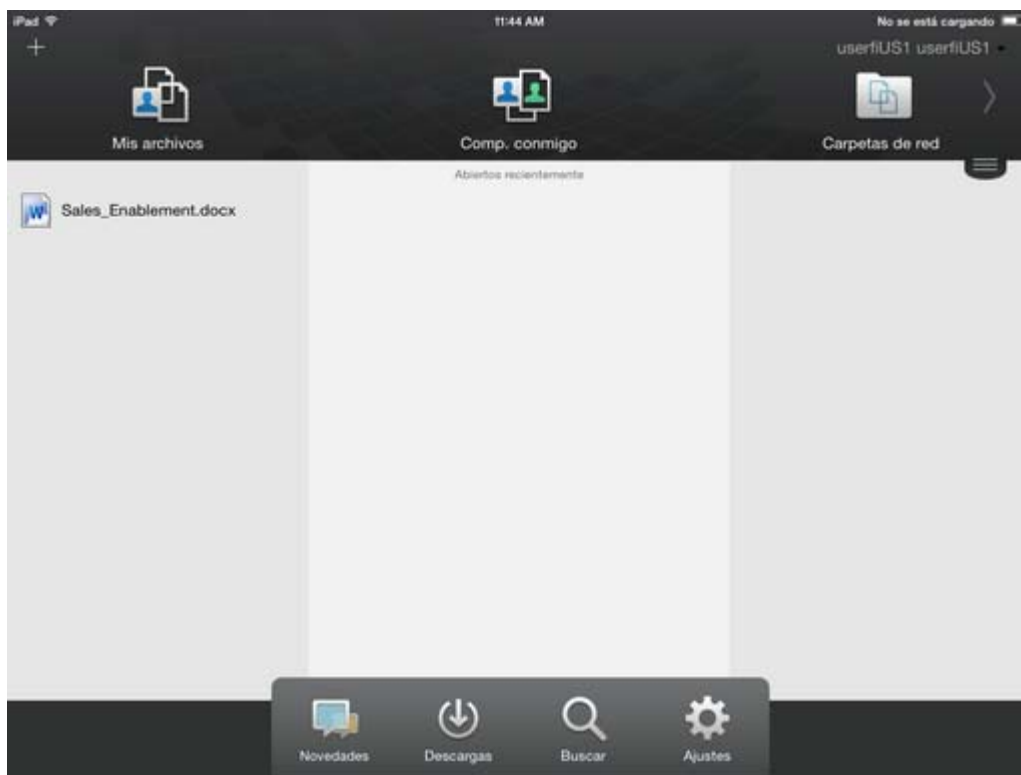 iPad
11:44 AM
No se está cargando
+
userfiUS1 userfiUS1
Mis archivos
Comp. conmigo
Carpetas de red
Abiertos recientemente
W
Sales_Enablement.docx
Novedades
Descargas
Buscar
Ajustes